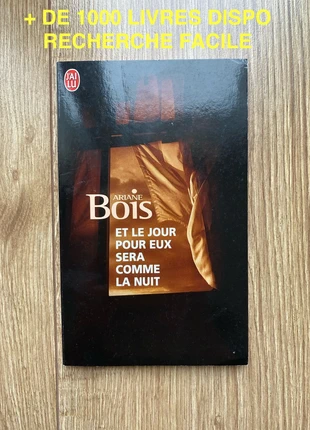 + DE 1000 LIVRES DISPO
RECHERCHE FACILE
J'AI
LU
ARIANE
Bois
ET LE JOUR
POUR EUX
SERA
COMME
LA NUIT